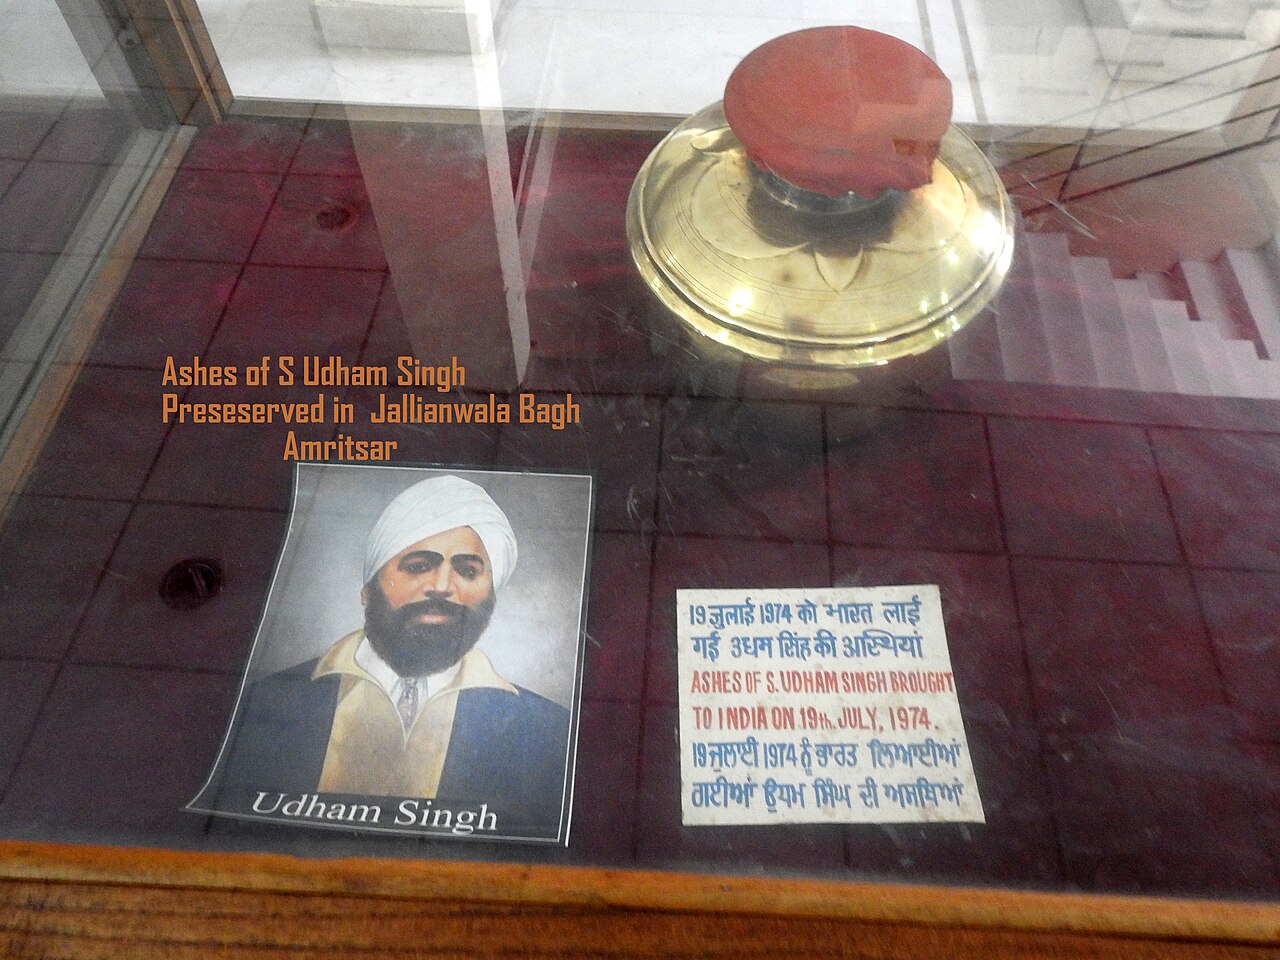 Ashes of S Udham Singh
Preseserved in Jallianwala Bagh
Amritsar
Udham Singh
19 जुलाई 1974 को भारत लाई
गई उधम सिंह की अस्थियां
ASHES OF S. UDHAM SINGH BROUGHT
TO INDIA ON 19th. JULY, 1974.
19 ਜੁਲਾਈ 1974 ਨੂੰ ਭਾਰਤ ਲਿਆਈਆਂ
ਗਈਆਂ ਊਧਮ ਸਿੰਘ ਦੀ ਅਸਥਿਆਂ